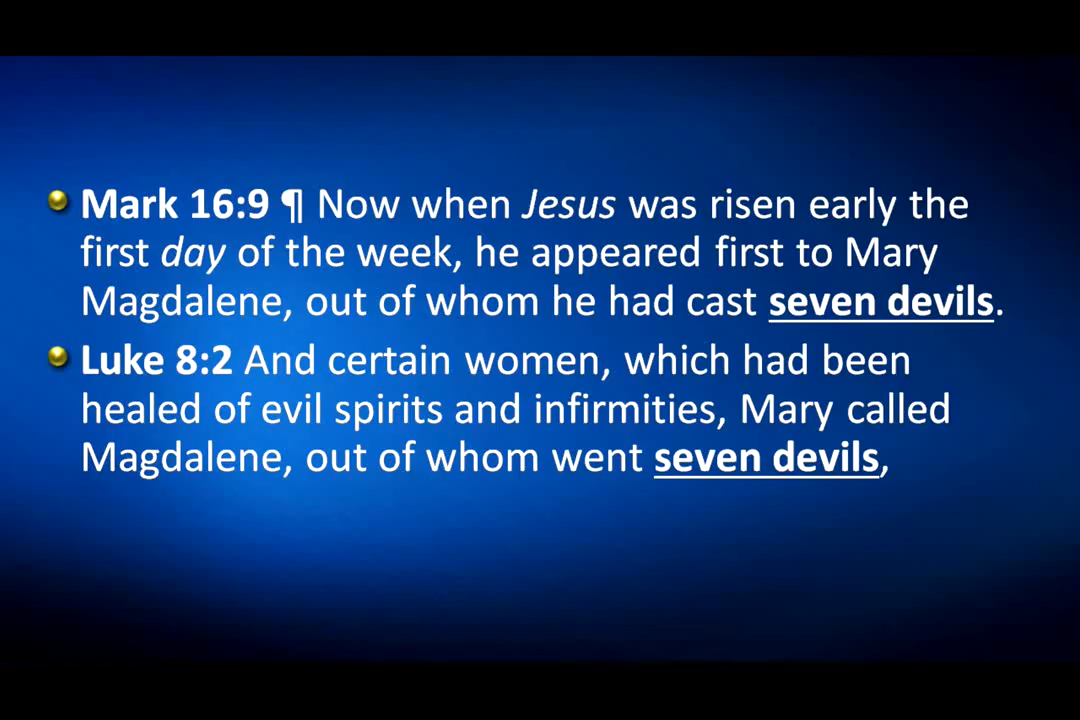 Mark 16:9 ¶ Now when Jesus was risen early the
first day of the week, he appeared first to Mary
Magdalene, out of whom he had cast seven devils.
Luke 8:2 And certain women, which had been
healed of evil spirits and infirmities, Mary called
Magdalene, out of whom went seven devils,